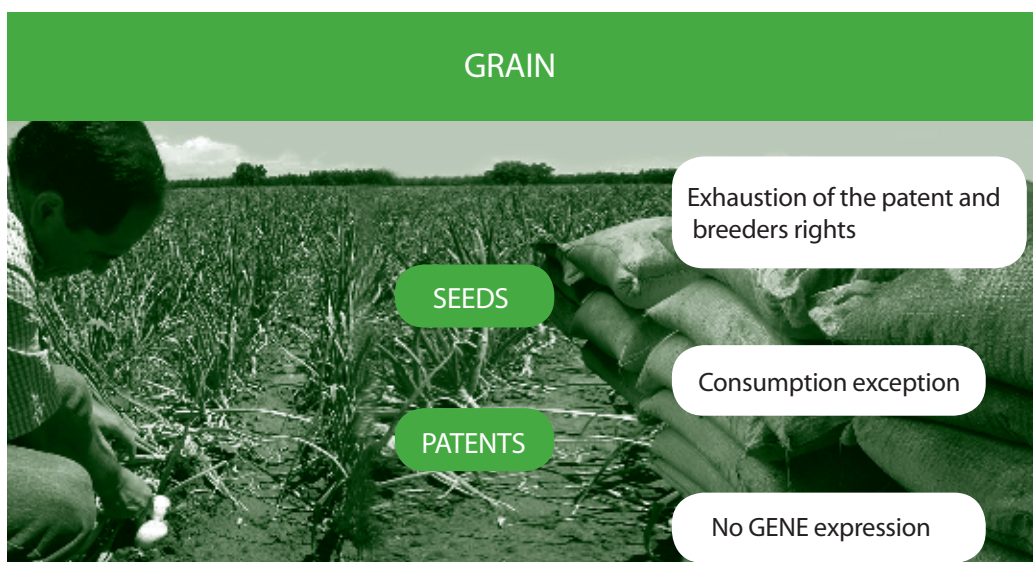 GRAIN
Exhaustion of the patent and
breeders rights
SEEDS
Consumption exception
PATENTS
No GENE expression